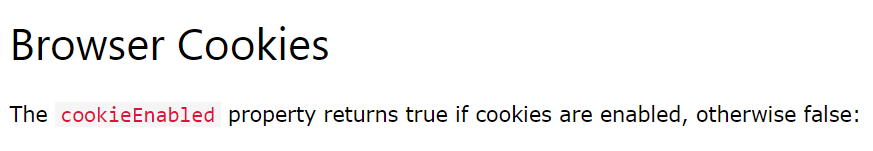 Browser Cookies
The cookieEnabled property returns true if cookies are enabled, otherwise false: